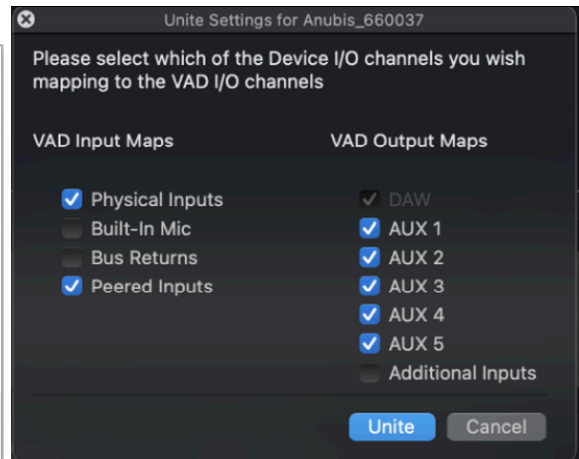 Unite Settings for Anubis_660037
Please select which of the Device I/O channels you wish
mapping to the VAD I/O channels
VAD Input Maps
Physical Inputs
Built-In Mic
Bus Returns
Peered Inputs
VAD Output Maps
DAW
AUX 1
AUX 2
AUX 3
AUX 4
AUX 5
Additional Inputs
Unite
Cancel